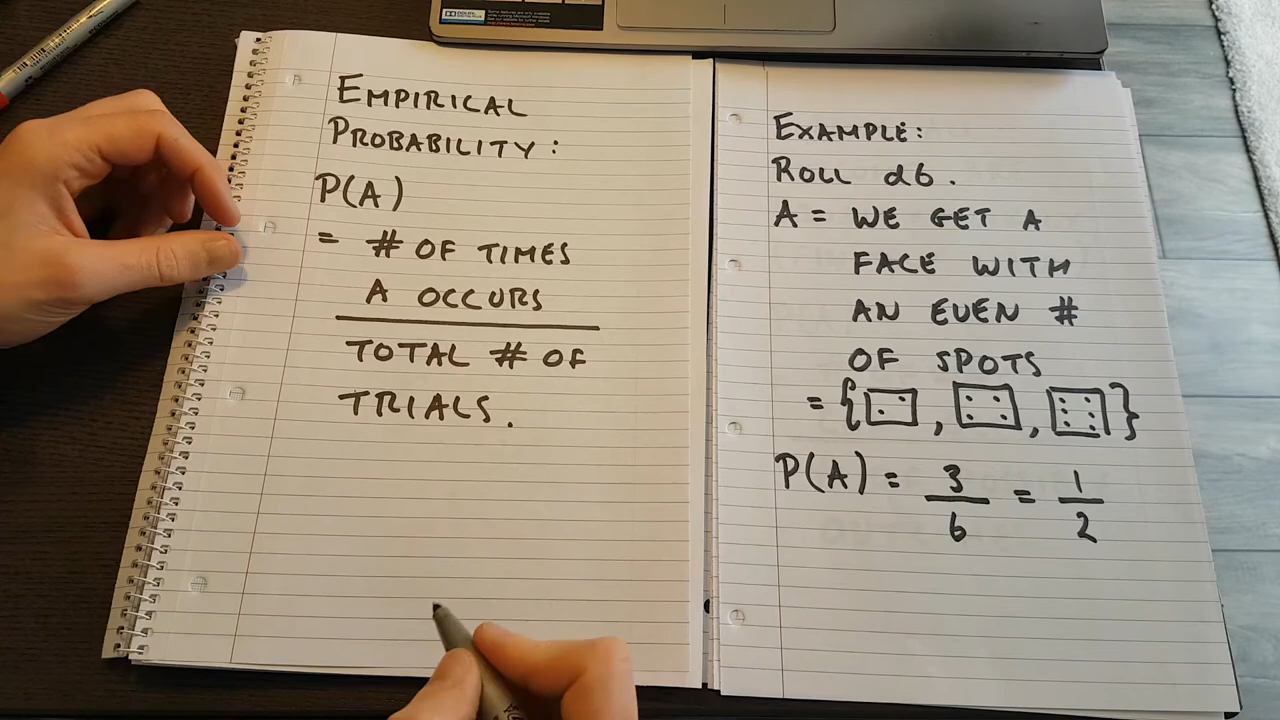 EMPIRICAL
PROBABILITY:
P(A)
= # OF TIMES
A OCCURS
TOTAL # OF
TRIALS.
EXAMPLE:
ROLL d6.
A = WE GET A
FACE WITH
AN EVEN #
OF SPOTS
= { , , }
P(A) = 3/6 = 1/2